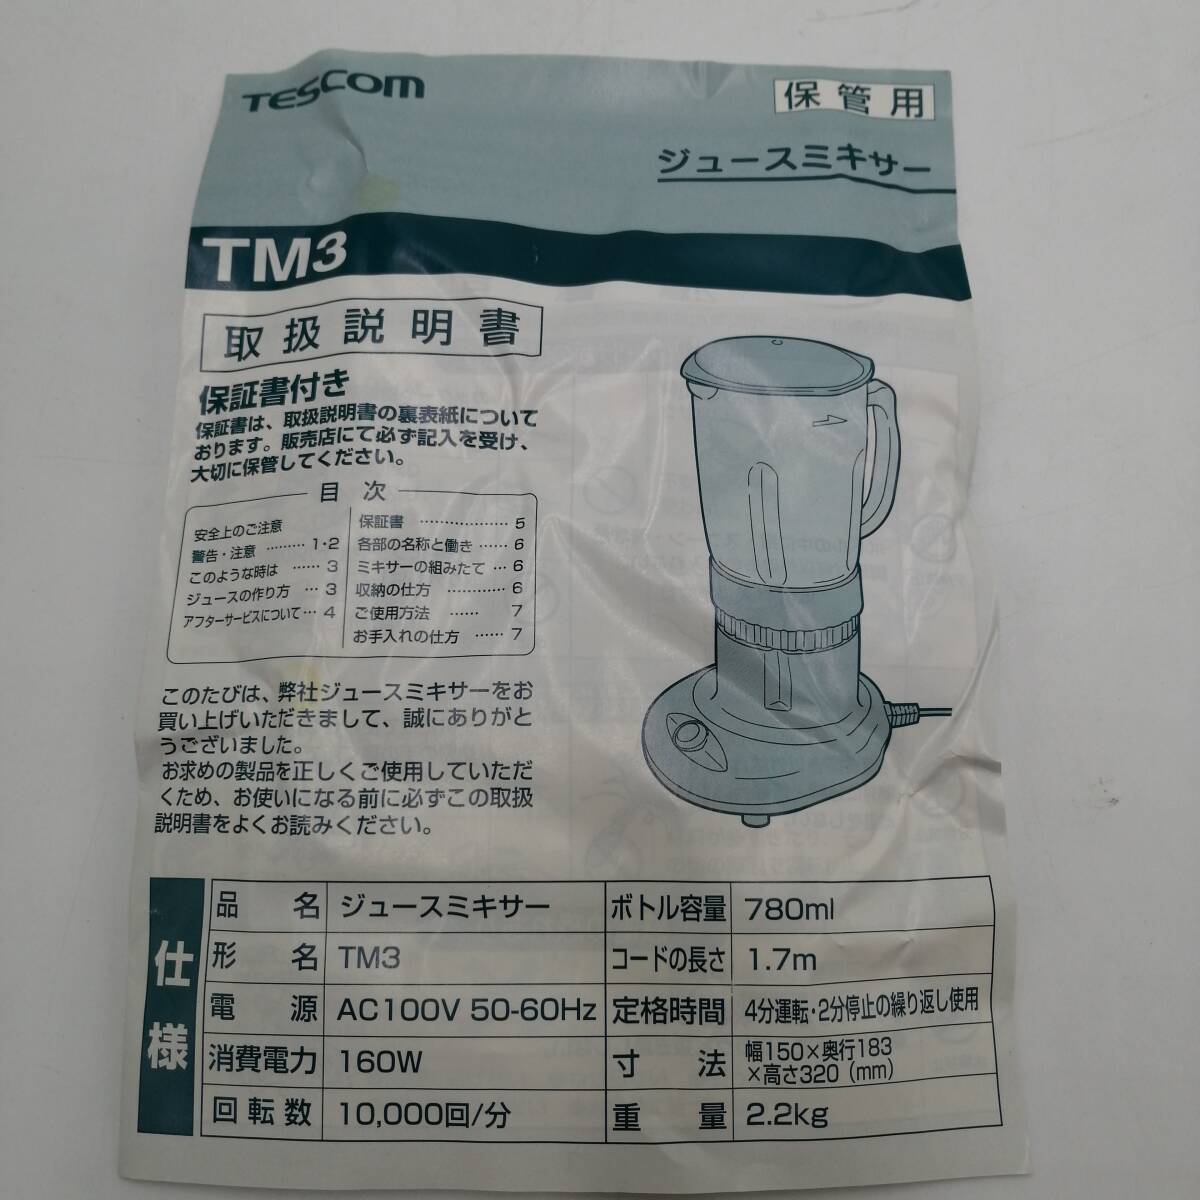 TESCOM
保管用
ジュースミキサー
TM3
取扱説明書
保証書付き
保証書は、取扱説明書の裏表紙について
おります。販売店にて必ず記入を受け、
大切に保管してください。
目次
安全上のご注意
警告・注意 ……… 1・2
このような時は …… 3
ジュースの作り方 … 3
アフターサービスについて … 4
保証書 ……………… 5
各部の名称と働き …… 6
ミキサーの組みたて … 6
収納の仕方 ………… 6
ご使用方法 …… 7
お手入れの仕方 …… 7
このたびは、弊社ジュースミキサーをお
買い上げいただきまして、誠にありがと
うございました。
お求めの製品を正しくご使用していただ
くため、お使いになる前に必ずこの取扱
説明書をよくお読みください。
仕様
品名 ジュースミキサー ボトル容量 780ml
形名 TM3 コードの長さ 1.7m
電源 AC100V 50-60Hz 定格時間 4分運転・2分停止の繰り返し使用
消費電力 160W 寸法 幅150×奥行183
×高さ320(mm)
回転数 10,000回/分 重量 2.2kg